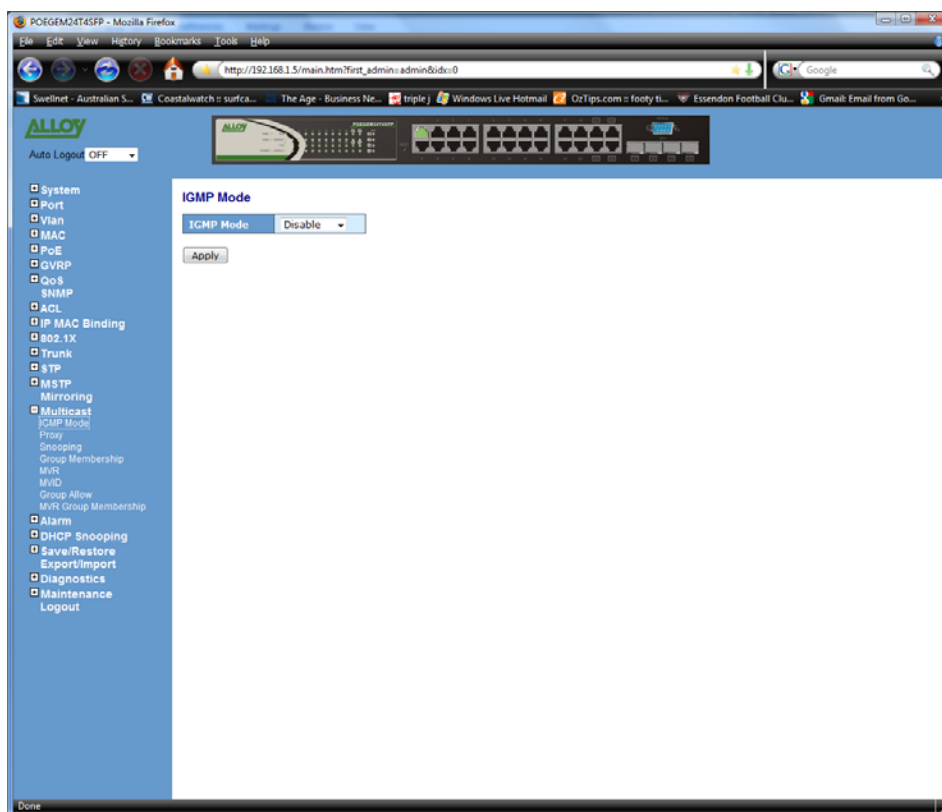 POEGEM24T4SFP - Mozilla Firefox
File Edit View History Bookmarks Tools Help
http://192.168.1.5/main.htm?first_admin=admin&idx=0
Google
Swellnet - Australian S... Coastalwatch :: surfca... The Age - Business Ne... triple j Windows Live Hotmail OzTips.com :: footy ti... Essendon Football Clu... Gmail: Email from Go...
ALLOY
ALLOY
POEGEM24T4SFP
Auto Logout OFF
System
Port
Vlan
MAC
PoE
GVRP
QoS
SNMP
ACL
IP MAC Binding
802.1X
Trunk
STP
MSTP
Mirroring
Multicast
IGMP Mode
Proxy
Snooping
Group Membership
MVR
MVID
Group Allow
MVR Group Membership
Alarm
DHCP Snooping
Save/Restore
Export/Import
Diagnostics
Maintenance
Logout
IGMP Mode
IGMP Mode Disable
Apply
Done